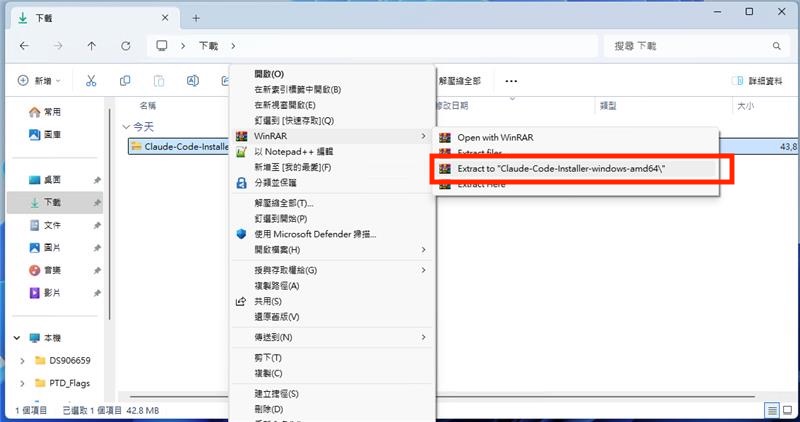 下載
下載
搜尋 下載
新增
解壓縮全部
詳細資料
名稱
修改日期
類型
大小
常用
圖庫
桌面
下載
文件
圖片
音樂
影片
本機
DS906659
PTD_Flags
今天
Claude-Code-Installe
43,8
開啟(O)
在新索引標籤中開啟(B)
在新視窗開啟(E)
釘選到 [快速存取](Q)
WinRAR
以 Notepad++ 編輯
新增至 [我的最愛](F)
分類並保護
解壓縮全部(T)...
釘選到開始(P)
使用 Microsoft Defender 掃描...
開啟檔案(H)
授與存取權給(G)
複製路徑(A)
共用(S)
還原舊版(V)
傳送到(N)
剪下(T)
複製(C)
建立捷徑(S)
刪除(D)
Open with WinRAR
Extract files
Extract to "Claude-Code-Installer-windows-amd64\"
Extract Here
1 個項目
已選取 1 個項目 42.8 MB